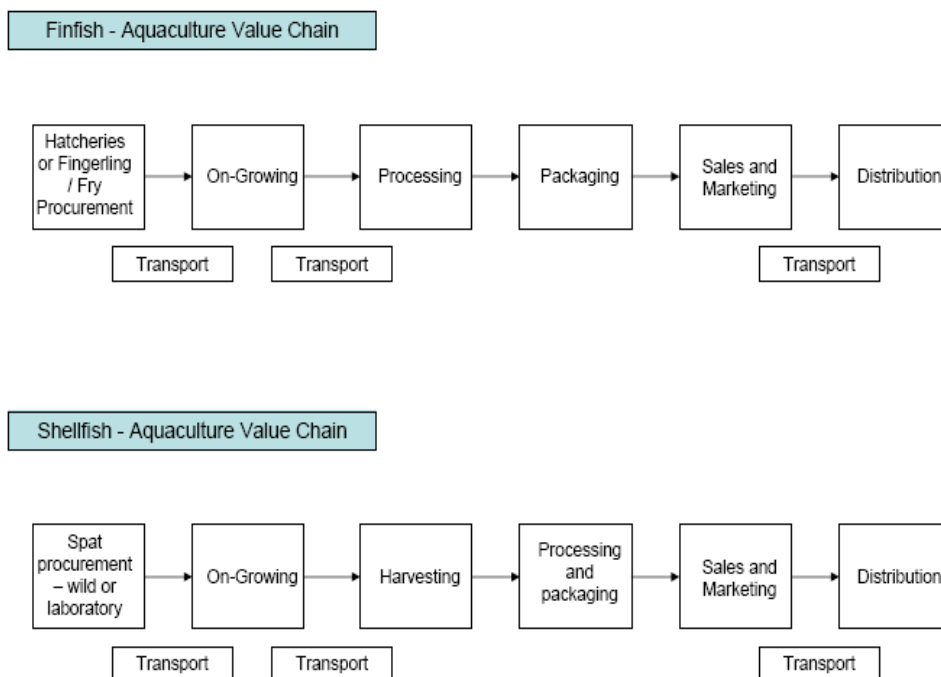 Finfish - Aquaculture Value Chain
Hatcheries
or Fingerling
/ Fry
Procurement
On-Growing
Processing
Packaging
Sales and
Marketing
Distribution
Transport
Transport
Transport
Shellfish - Aquaculture Value Chain
Spat
procurement
– wild or
laboratory
On-Growing
Harvesting
Processing
and
packaging
Sales and
Marketing
Distribution
Transport
Transport
Transport